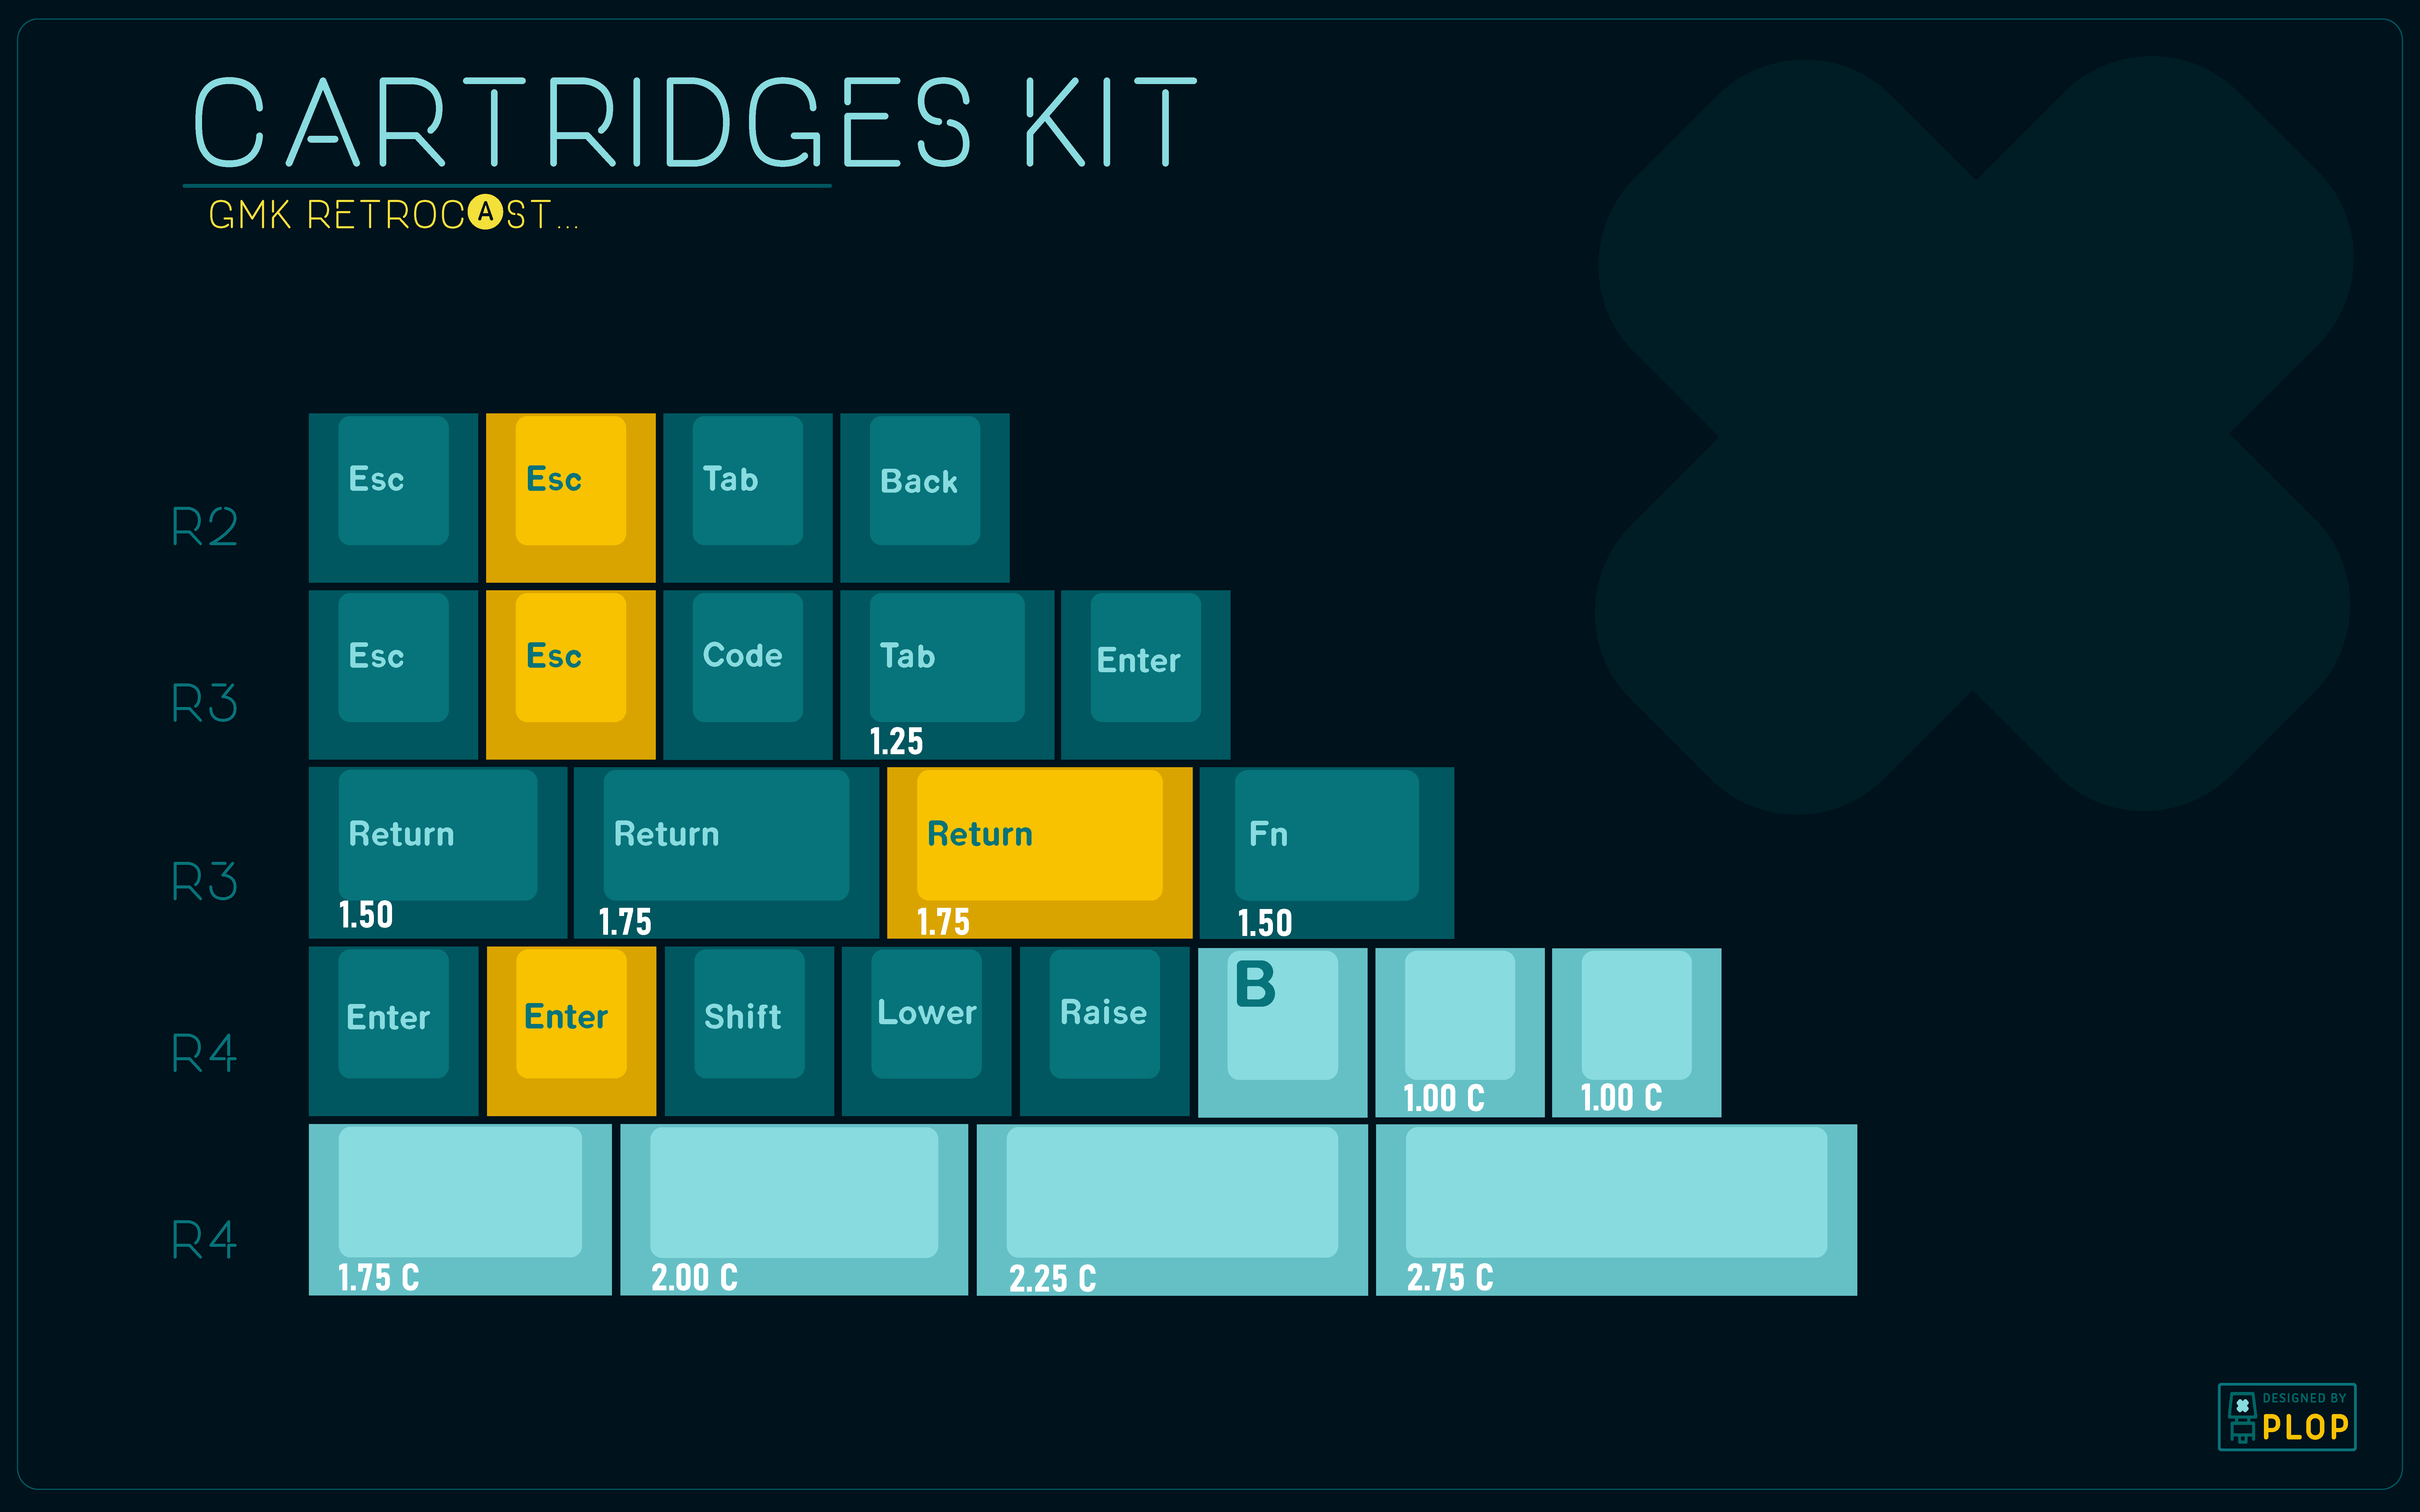 CARTRIDGES KIT
GMK RETROCAST...
Esc Esc Tab Back
R2
Esc Esc Code Tab Enter
R3
1.25
Return Return Return Fn
R3
1.50 1.75 1.75 1.50
B
Enter Enter Shift Lower Raise
R4
1.00 C 1.00 C
R4
1.75 C 2.00 C 2.25 C 2.75 C
DESIGNED BY
PLOP